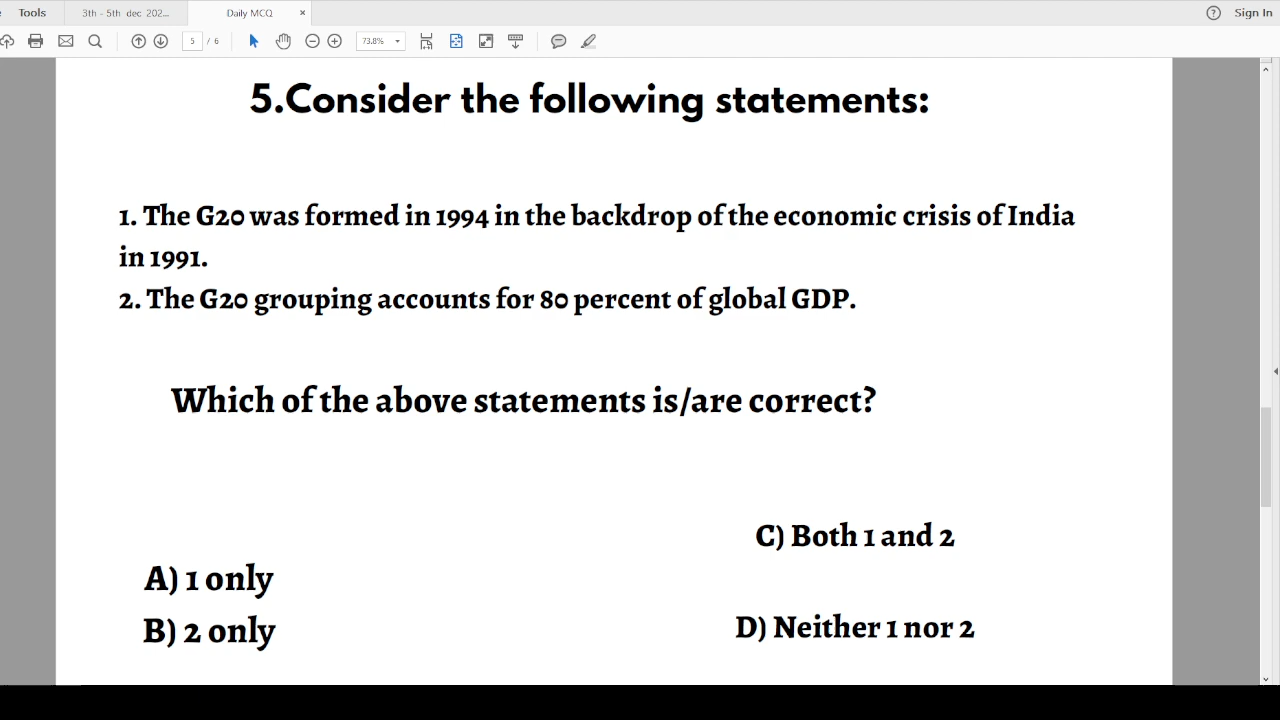 Tools
3th - 5th dec 202...
Daily MCQ
Sign In
5 / 6
73.8%
5.Consider the following statements:
1. The G20 was formed in 1994 in the backdrop of the economic crisis of India
in 1991.
2. The G20 grouping accounts for 80 percent of global GDP.
Which of the above statements is/are correct?
C) Both 1 and 2
A) 1 only
B) 2 only
D) Neither 1 nor 2